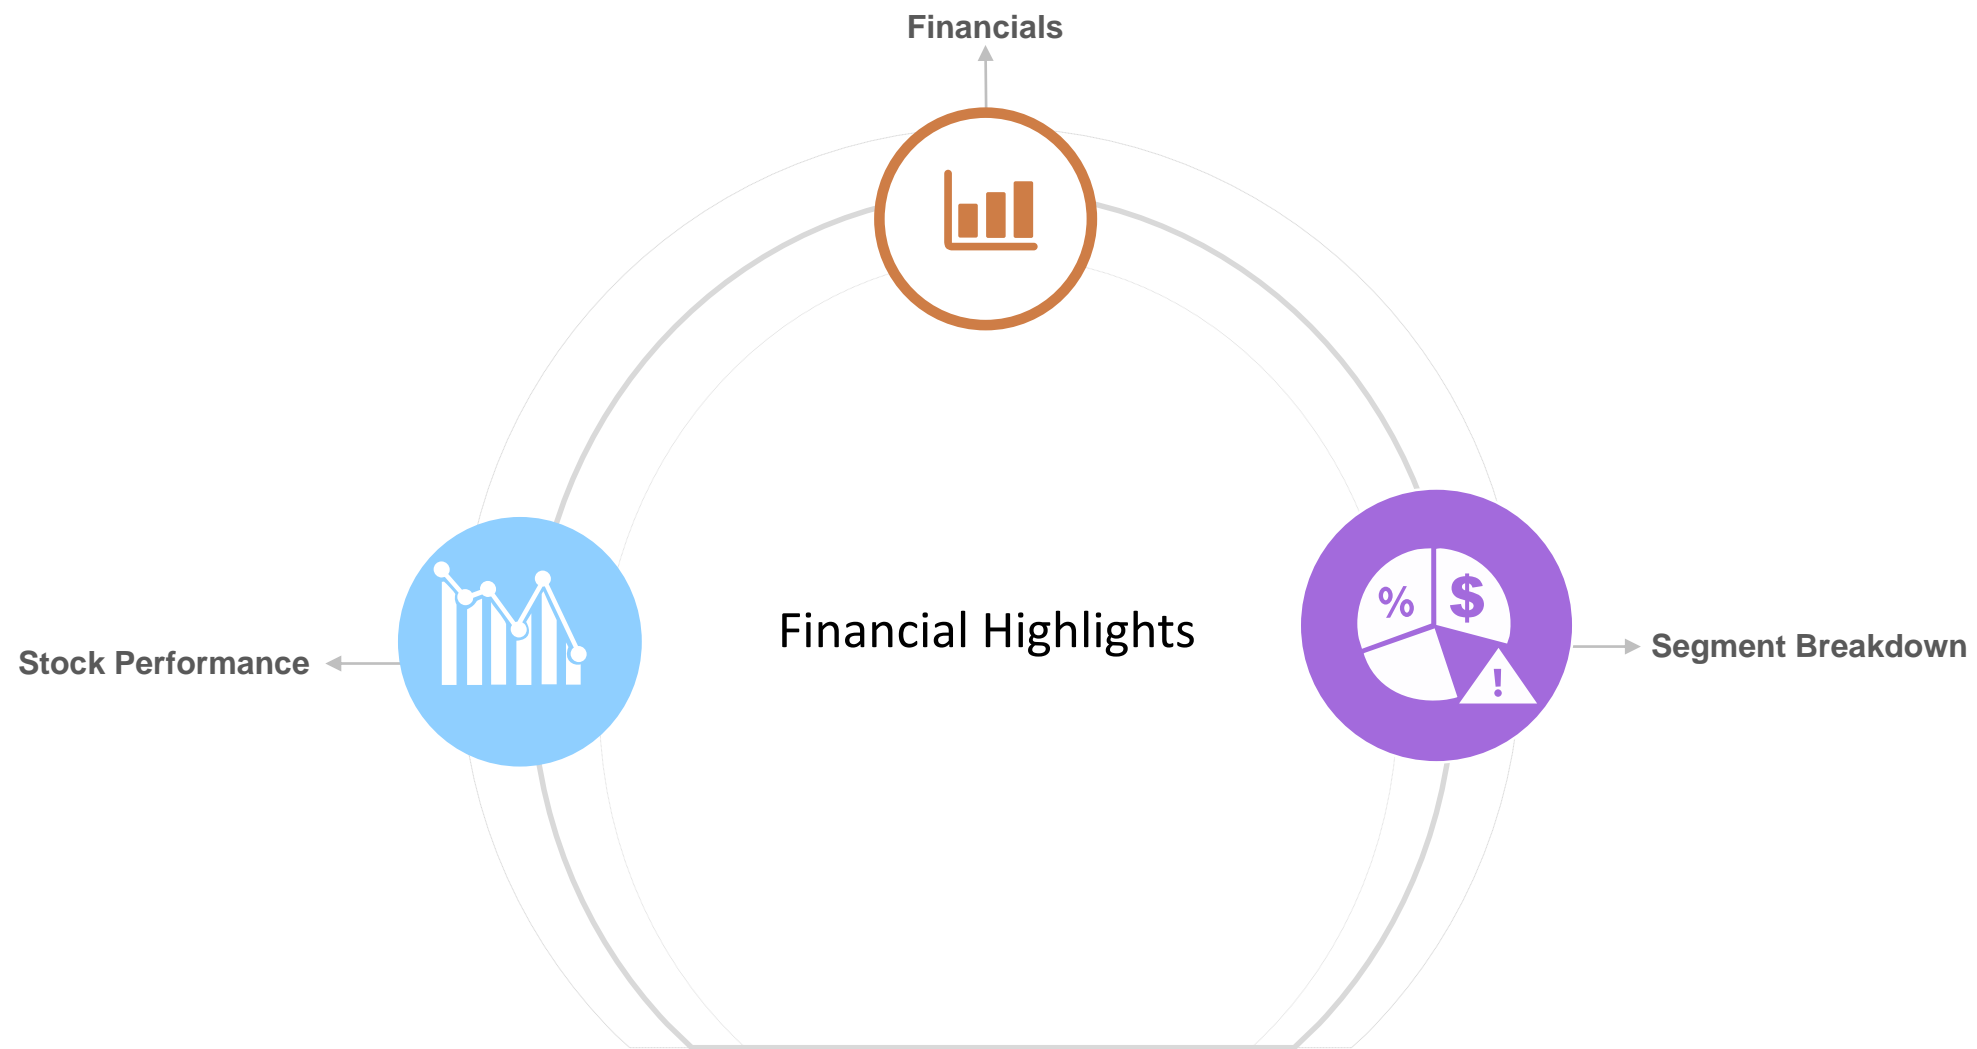 Financials
%
$
!
Financial Highlights
Stock Performance
Segment Breakdown